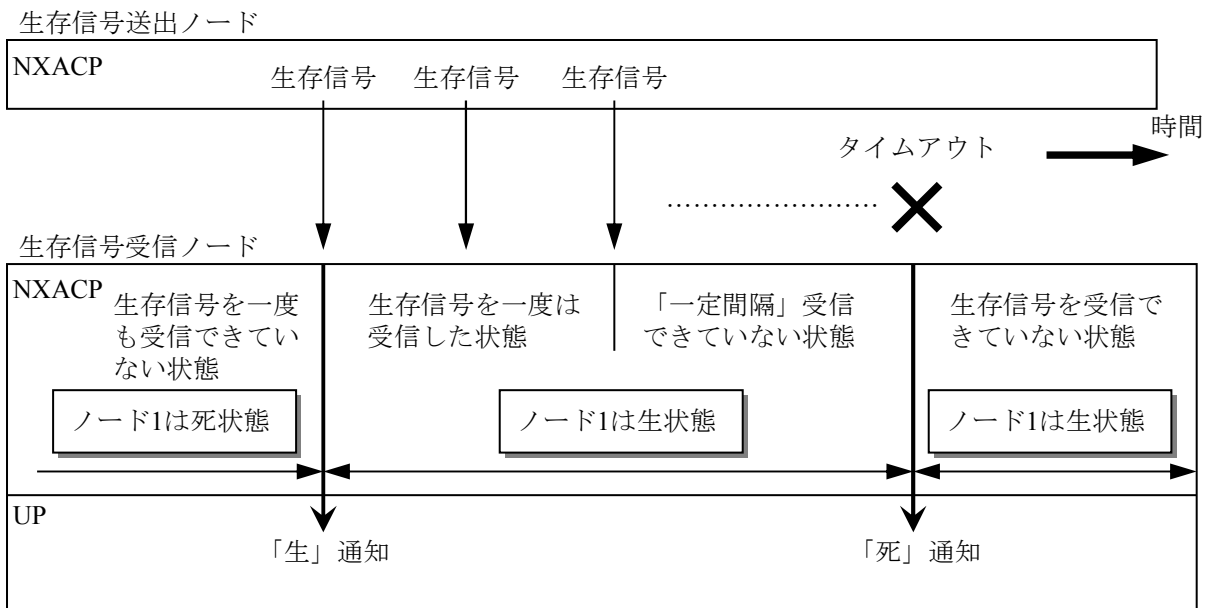 生存信号送出ノード
NXACP
生存信号
生存信号
生存信号
時間
タイムアウト
……………………
生存信号受信ノード
NXACP
生存信号を一度
も受信できてい
ない状態
生存信号を一度は
受信した状態
「一定間隔」受信
できていない状態
生存信号を受信で
きていない状態
ノード1は死状態
ノード1は生状態
ノード1は生状態
UP
「生」通知
「死」通知